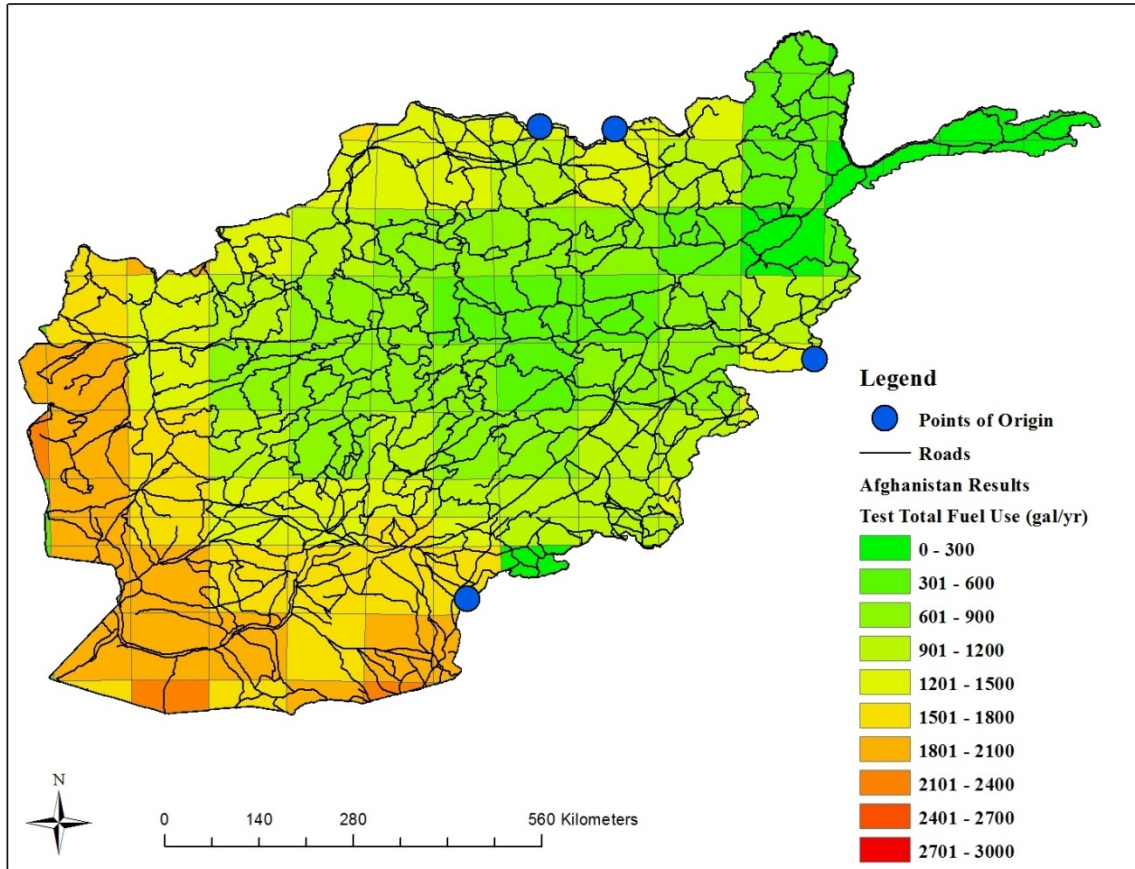 Legend
Points of Origin
Roads
Afghanistan Results
Test Total Fuel Use (gal/yr)
0 - 300
301 - 600
601 - 900
901 - 1200
1201 - 1500
1501 - 1800
1801 - 2100
2101 - 2400
2401 - 2700
2701 - 3000
N
0 140 280 560 Kilometers